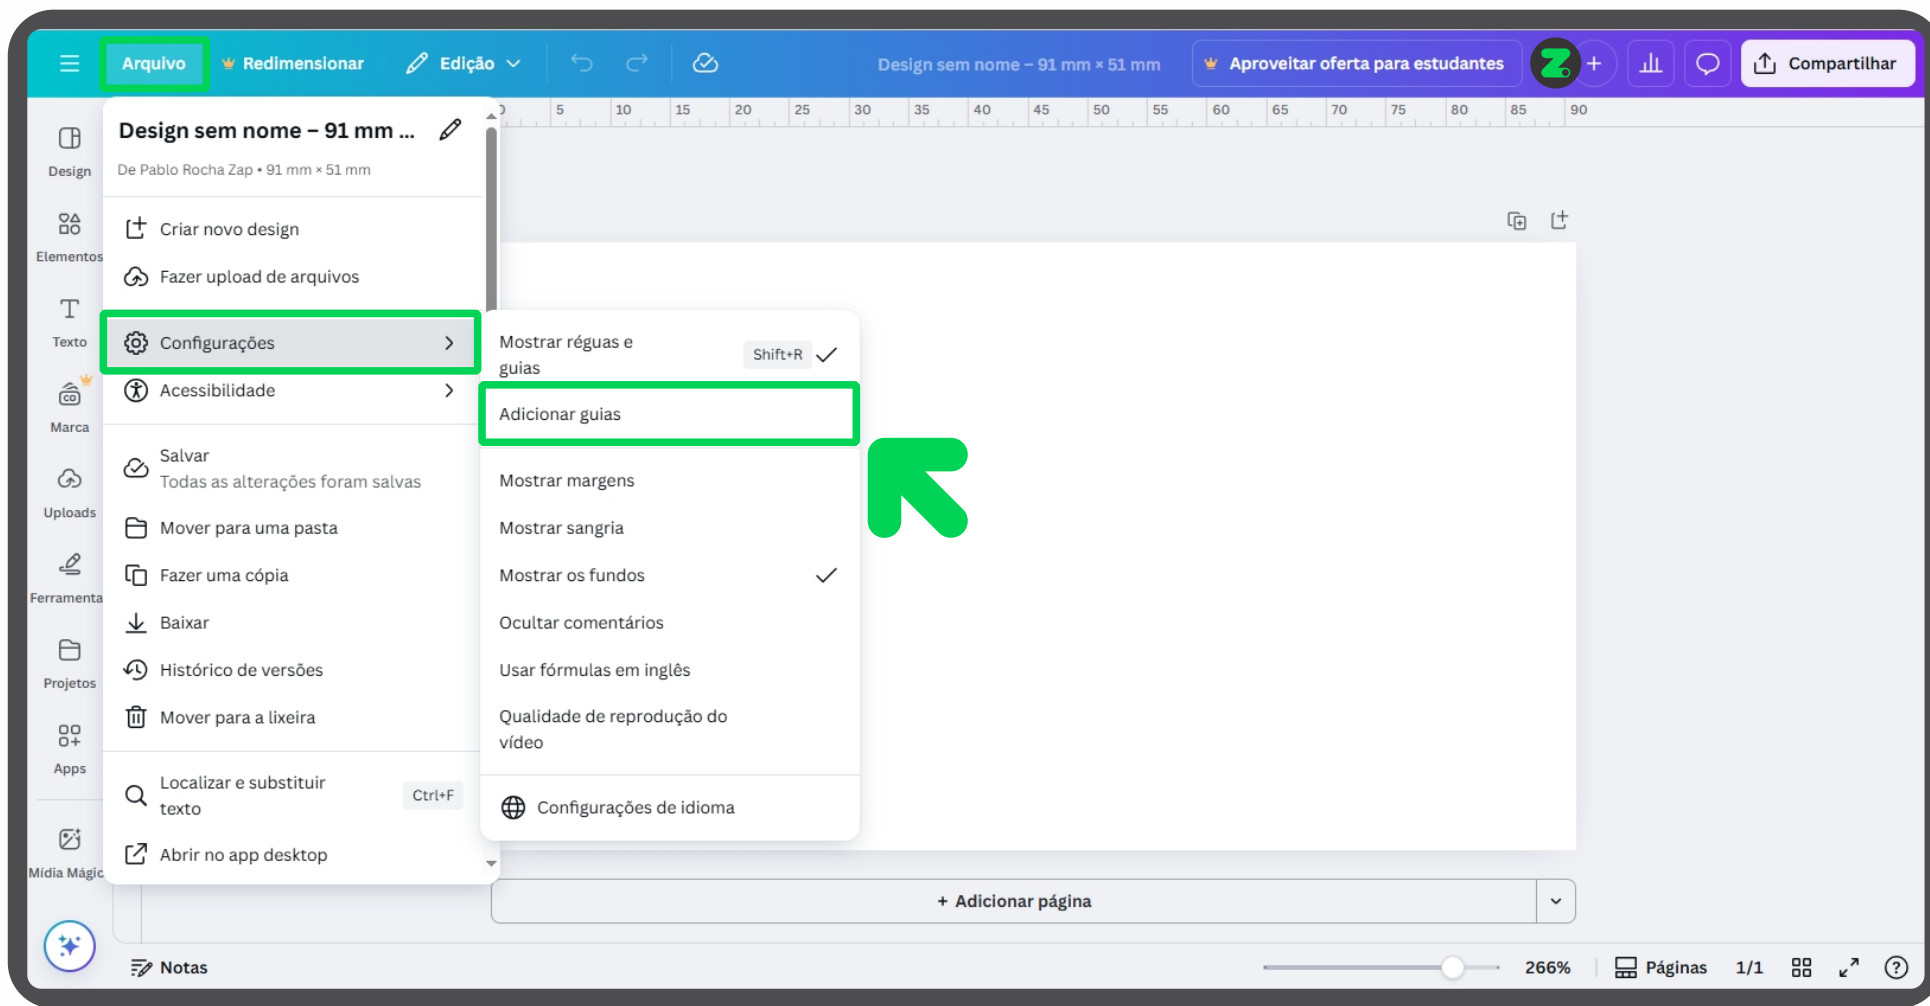 Arquivo
Redimensionar
Edição
Design sem nome – 91 mm × 51 mm
Aproveitar oferta para estudantes
Compartilhar
0 5 10 15 20 25 30 35 40 45 50 55 60 65 70 75 80 85 90
Design
Elementos
Texto
Marca
CO
Uploads
Ferramenta
Projetos
Apps
Mídia Mágic
Design sem nome – 91 mm ...
De Pablo Rocha Zap • 91 mm × 51 mm
Criar novo design
Fazer upload de arquivos
Configurações
Acessibilidade
Salvar
Todas as alterações foram salvas
Mover para uma pasta
Fazer uma cópia
Baixar
Histórico de versões
Mover para a lixeira
Localizar e substituir
texto
Ctrl+F
Abrir no app desktop
Mostrar réguas e
guias
Shift+R
Adicionar guias
Mostrar margens
Mostrar sangria
Mostrar os fundos
Ocultar comentários
Usar fórmulas em inglês
Qualidade de reprodução do
vídeo
Configurações de idioma
+ Adicionar página
Notas
266%
Páginas
1/1